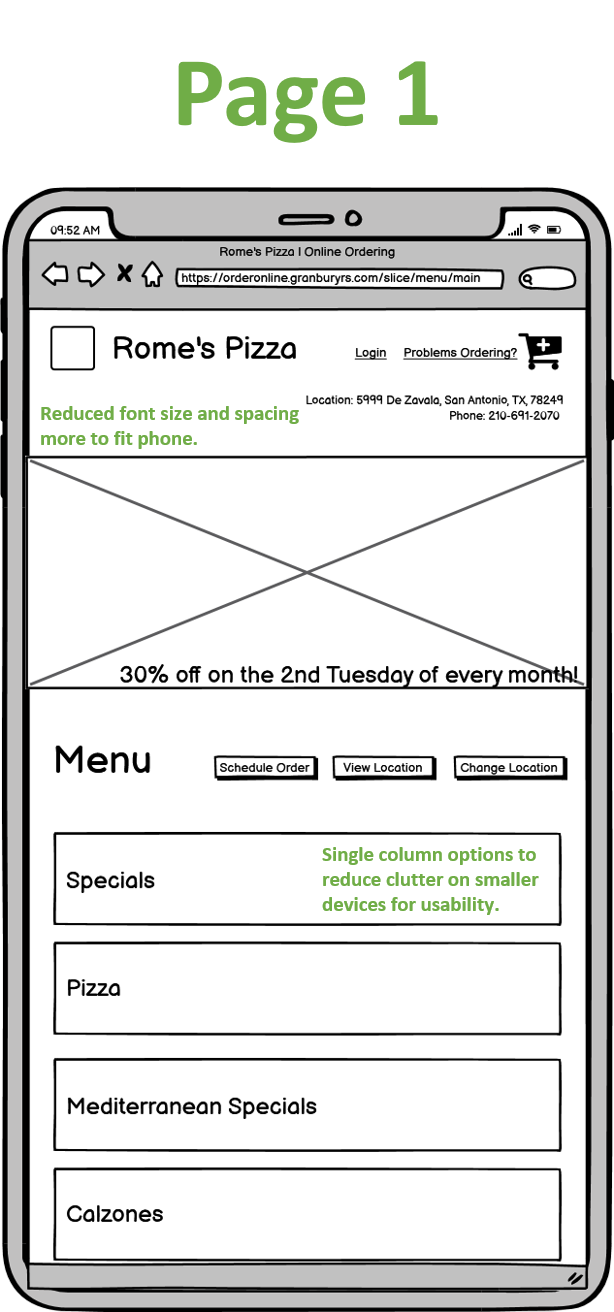 Page 1
09:52 AM
Rome's Pizza | Online Ordering
https://orderonline.granburyrs.com/slice/menu/main
Rome's Pizza
Login
Problems Ordering?
Location: 5999 De Zavala, San Antonio, TX, 78249
Phone: 210-691-2070
Reduced font size and spacing
more to fit phone.
30% off on the 2nd Tuesday of every month!
Menu
Schedule Order
View Location
Change Location
Specials
Single column options to
reduce clutter on smaller
devices for usability.
Pizza
Mediterranean Specials
Calzones